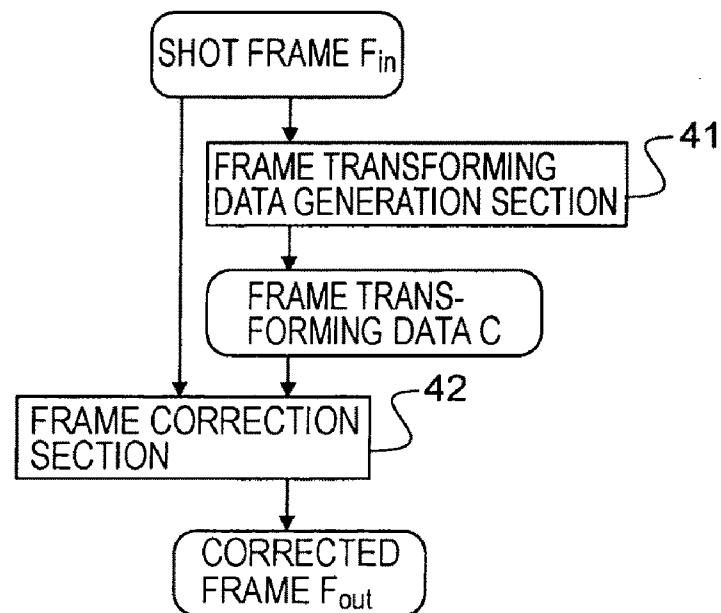 SHOT FRAME Fin
41
FRAME TRANSFORMING
DATA GENERATION SECTION
FRAME TRANS-
FORMING DATA C
42
FRAME CORRECTION
SECTION
CORRECTED
FRAME Fout